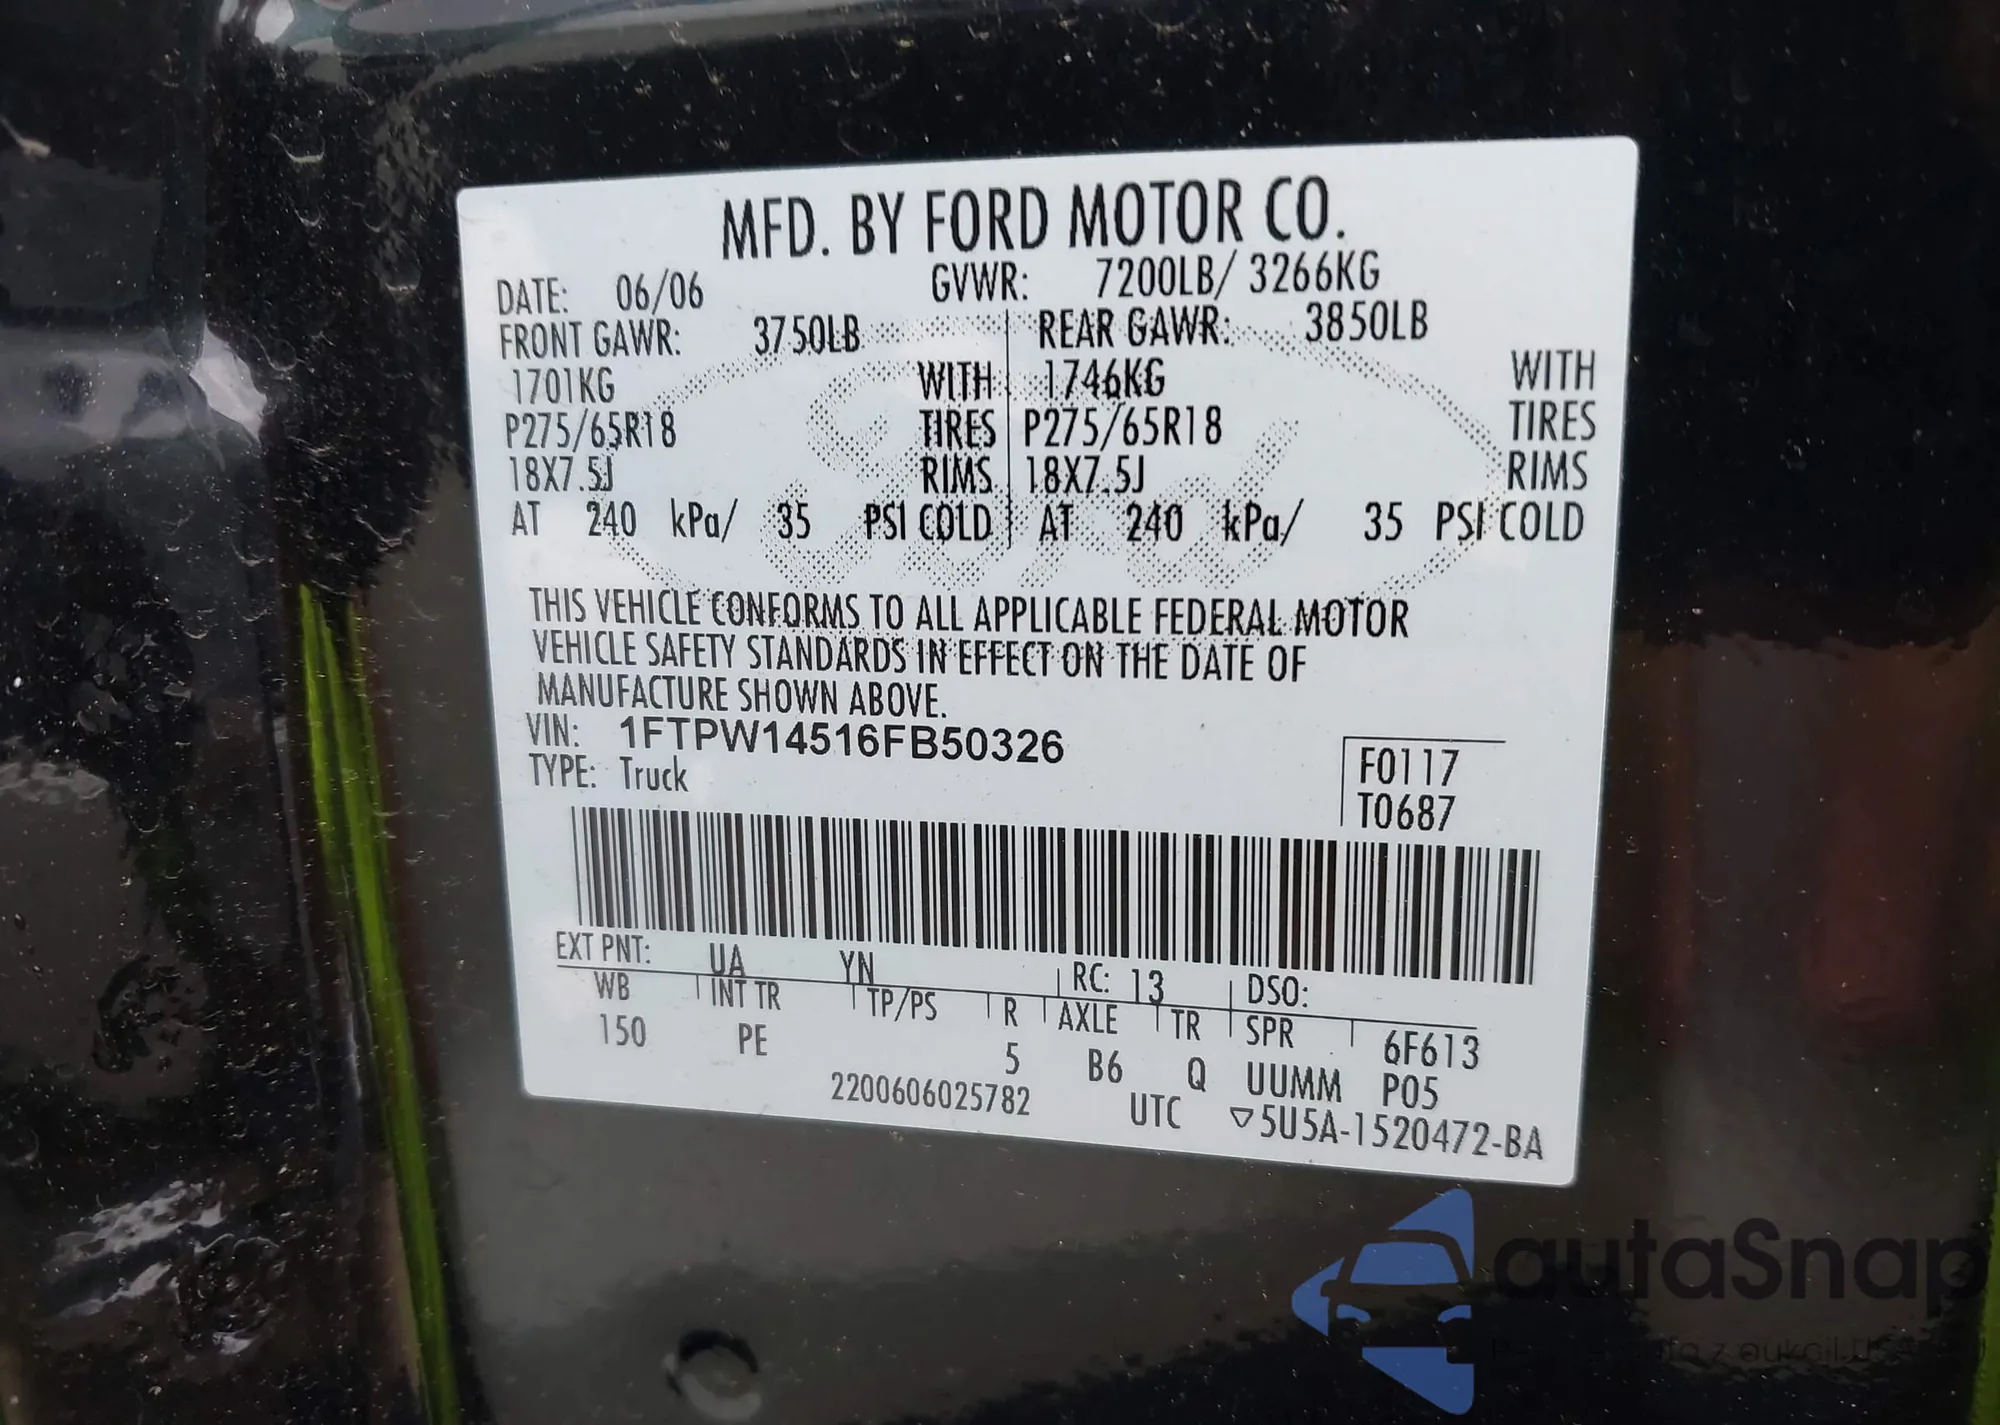 MFD. BY FORD MOTOR CO.
DATE: 06/06 GVWR: 7200LB/ 3266KG
FRONT GAWR: 3750LB REAR GAWR: 3850LB
1701KG WITH 1746KG WITH
P275/65R18 TIRES P275/65R18 TIRES
18X7.5J RIMS 18X7.5J RIMS
AT 240 kPa/ 35 PSI COLD AT 240 kPa/ 35 PSI COLD
THIS VEHICLE CONFORMS TO ALL APPLICABLE FEDERAL MOTOR
VEHICLE SAFETY STANDARDS IN EFFECT ON THE DATE OF
MANUFACTURE SHOWN ABOVE.
VIN: 1FTPW14516FB50326
TYPE: Truck
F0117
T0687
EXT PNT: UA YN RC: 13 DSO:
WB INT TR TP/PS R AXLE TR SPR 6F613
150 PE 5 B6 Q UUMM P05
2200606025782 UTC ▽5U5A-1520472-BA
autaSnap